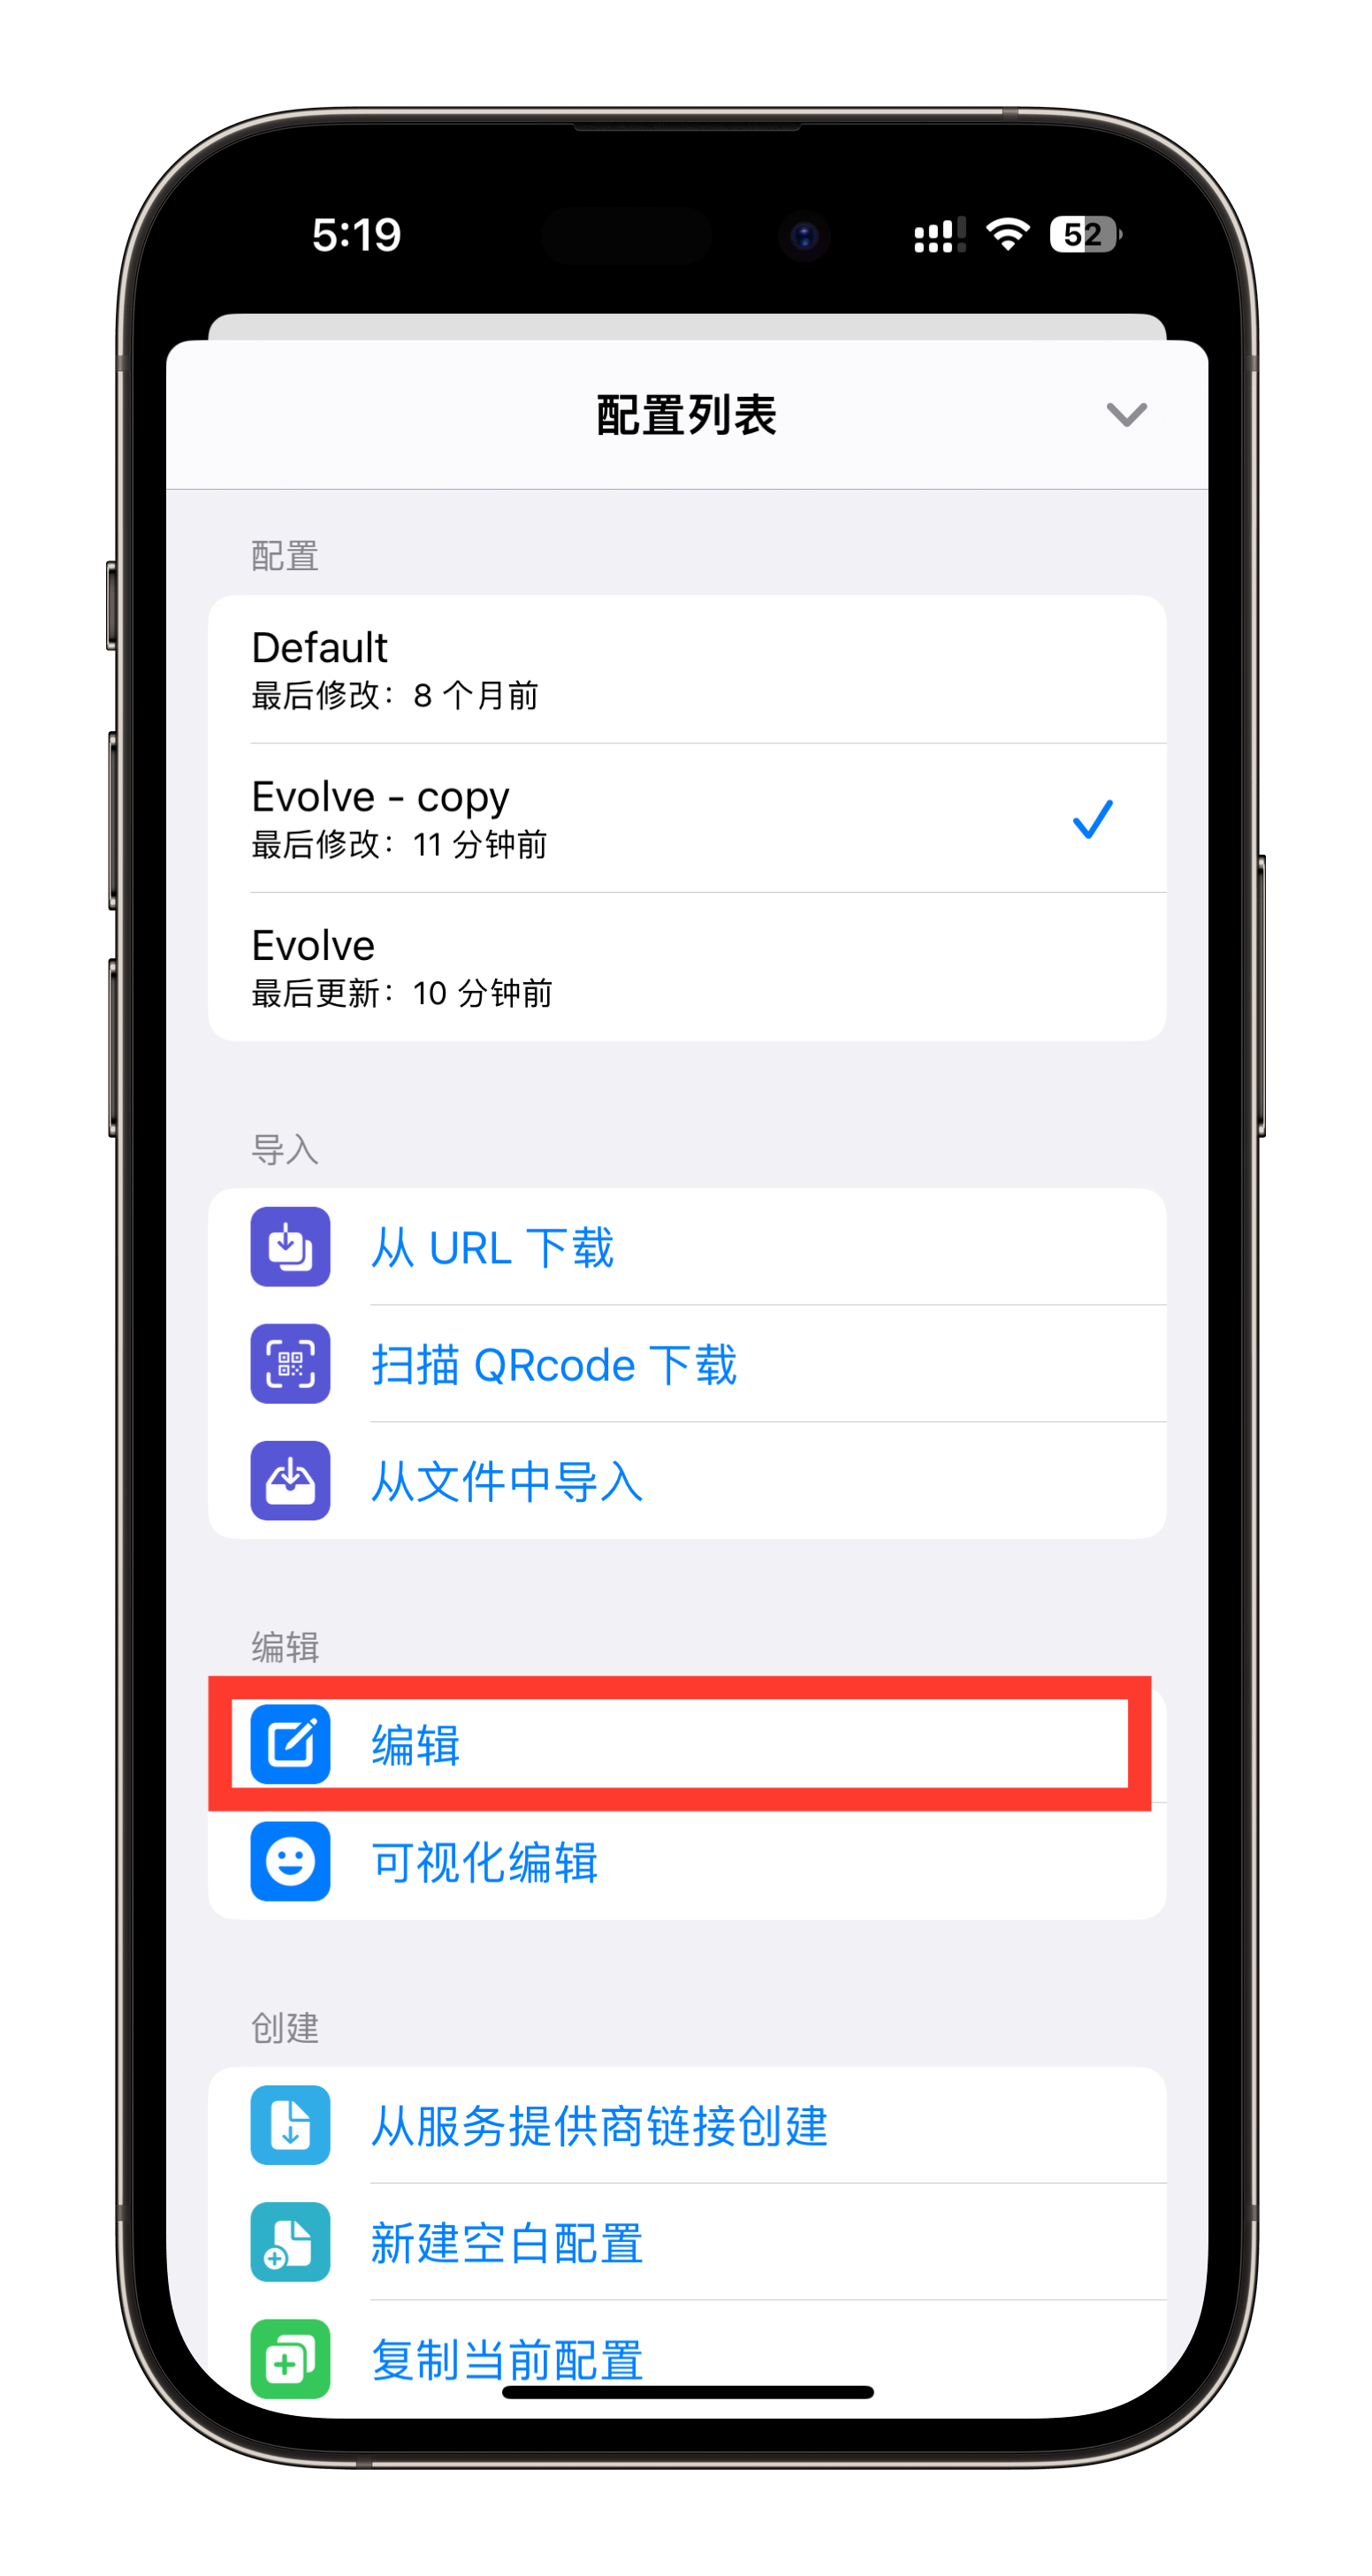 5:19
52
配置列表
配置
Default
最后修改：8 个月前
Evolve - copy
最后修改：11 分钟前
Evolve
最后更新：10 分钟前
导入
从 URL 下载
扫描 QRcode 下载
从文件中导入
编辑
编辑
可视化编辑
创建
从服务提供商链接创建
新建空白配置
复制当前配置